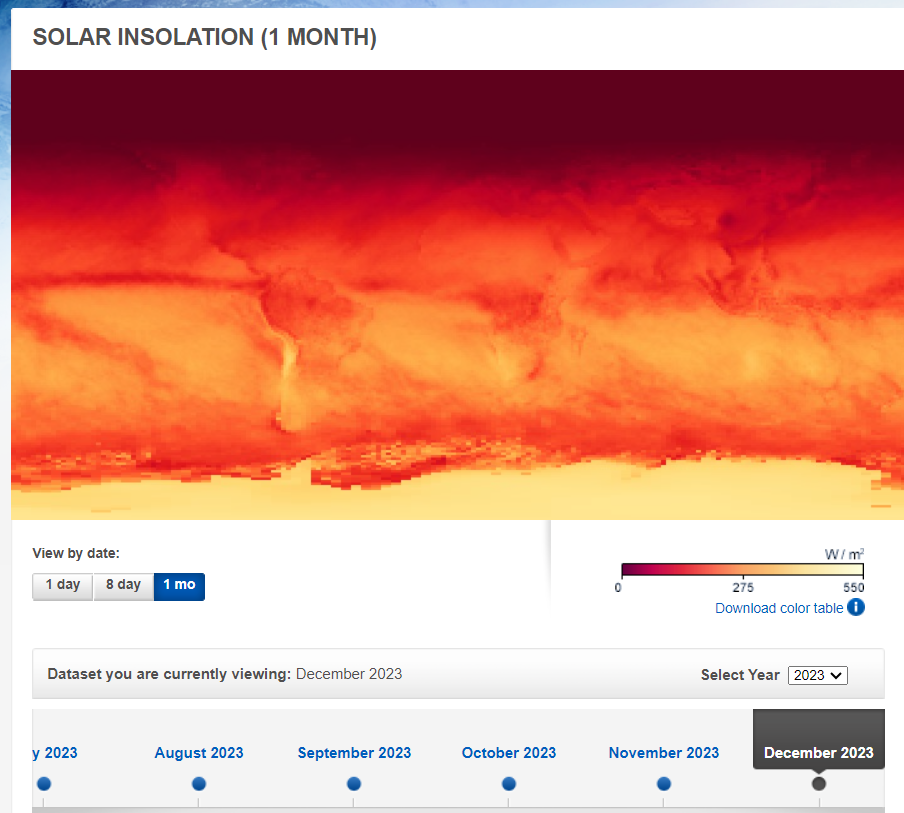 SOLAR INSOLATION (1 MONTH)
View by date:
1 day 8 day 1 mo
W / m²
0 275 550
Download color table i
Dataset you are currently viewing: December 2023
Select Year 2023
y 2023 August 2023 September 2023 October 2023 November 2023 December 2023